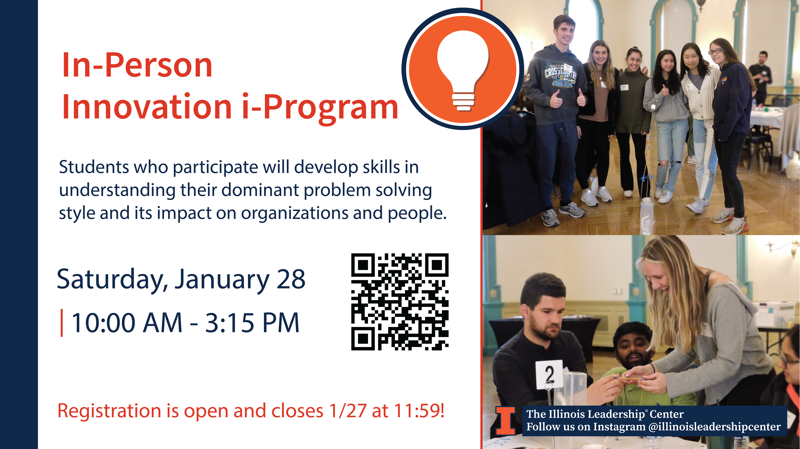 In-Person
Innovation i-Program
Students who participate will develop skills in
understanding their dominant problem solving
style and its impact on organizations and people.
Saturday, January 28
| 10:00 AM - 3:15 PM
Registration is open and closes 1/27 at 11:59!
2
I
The Illinois Leadership® Center
Follow us on Instagram @illinoisleadershipcenter